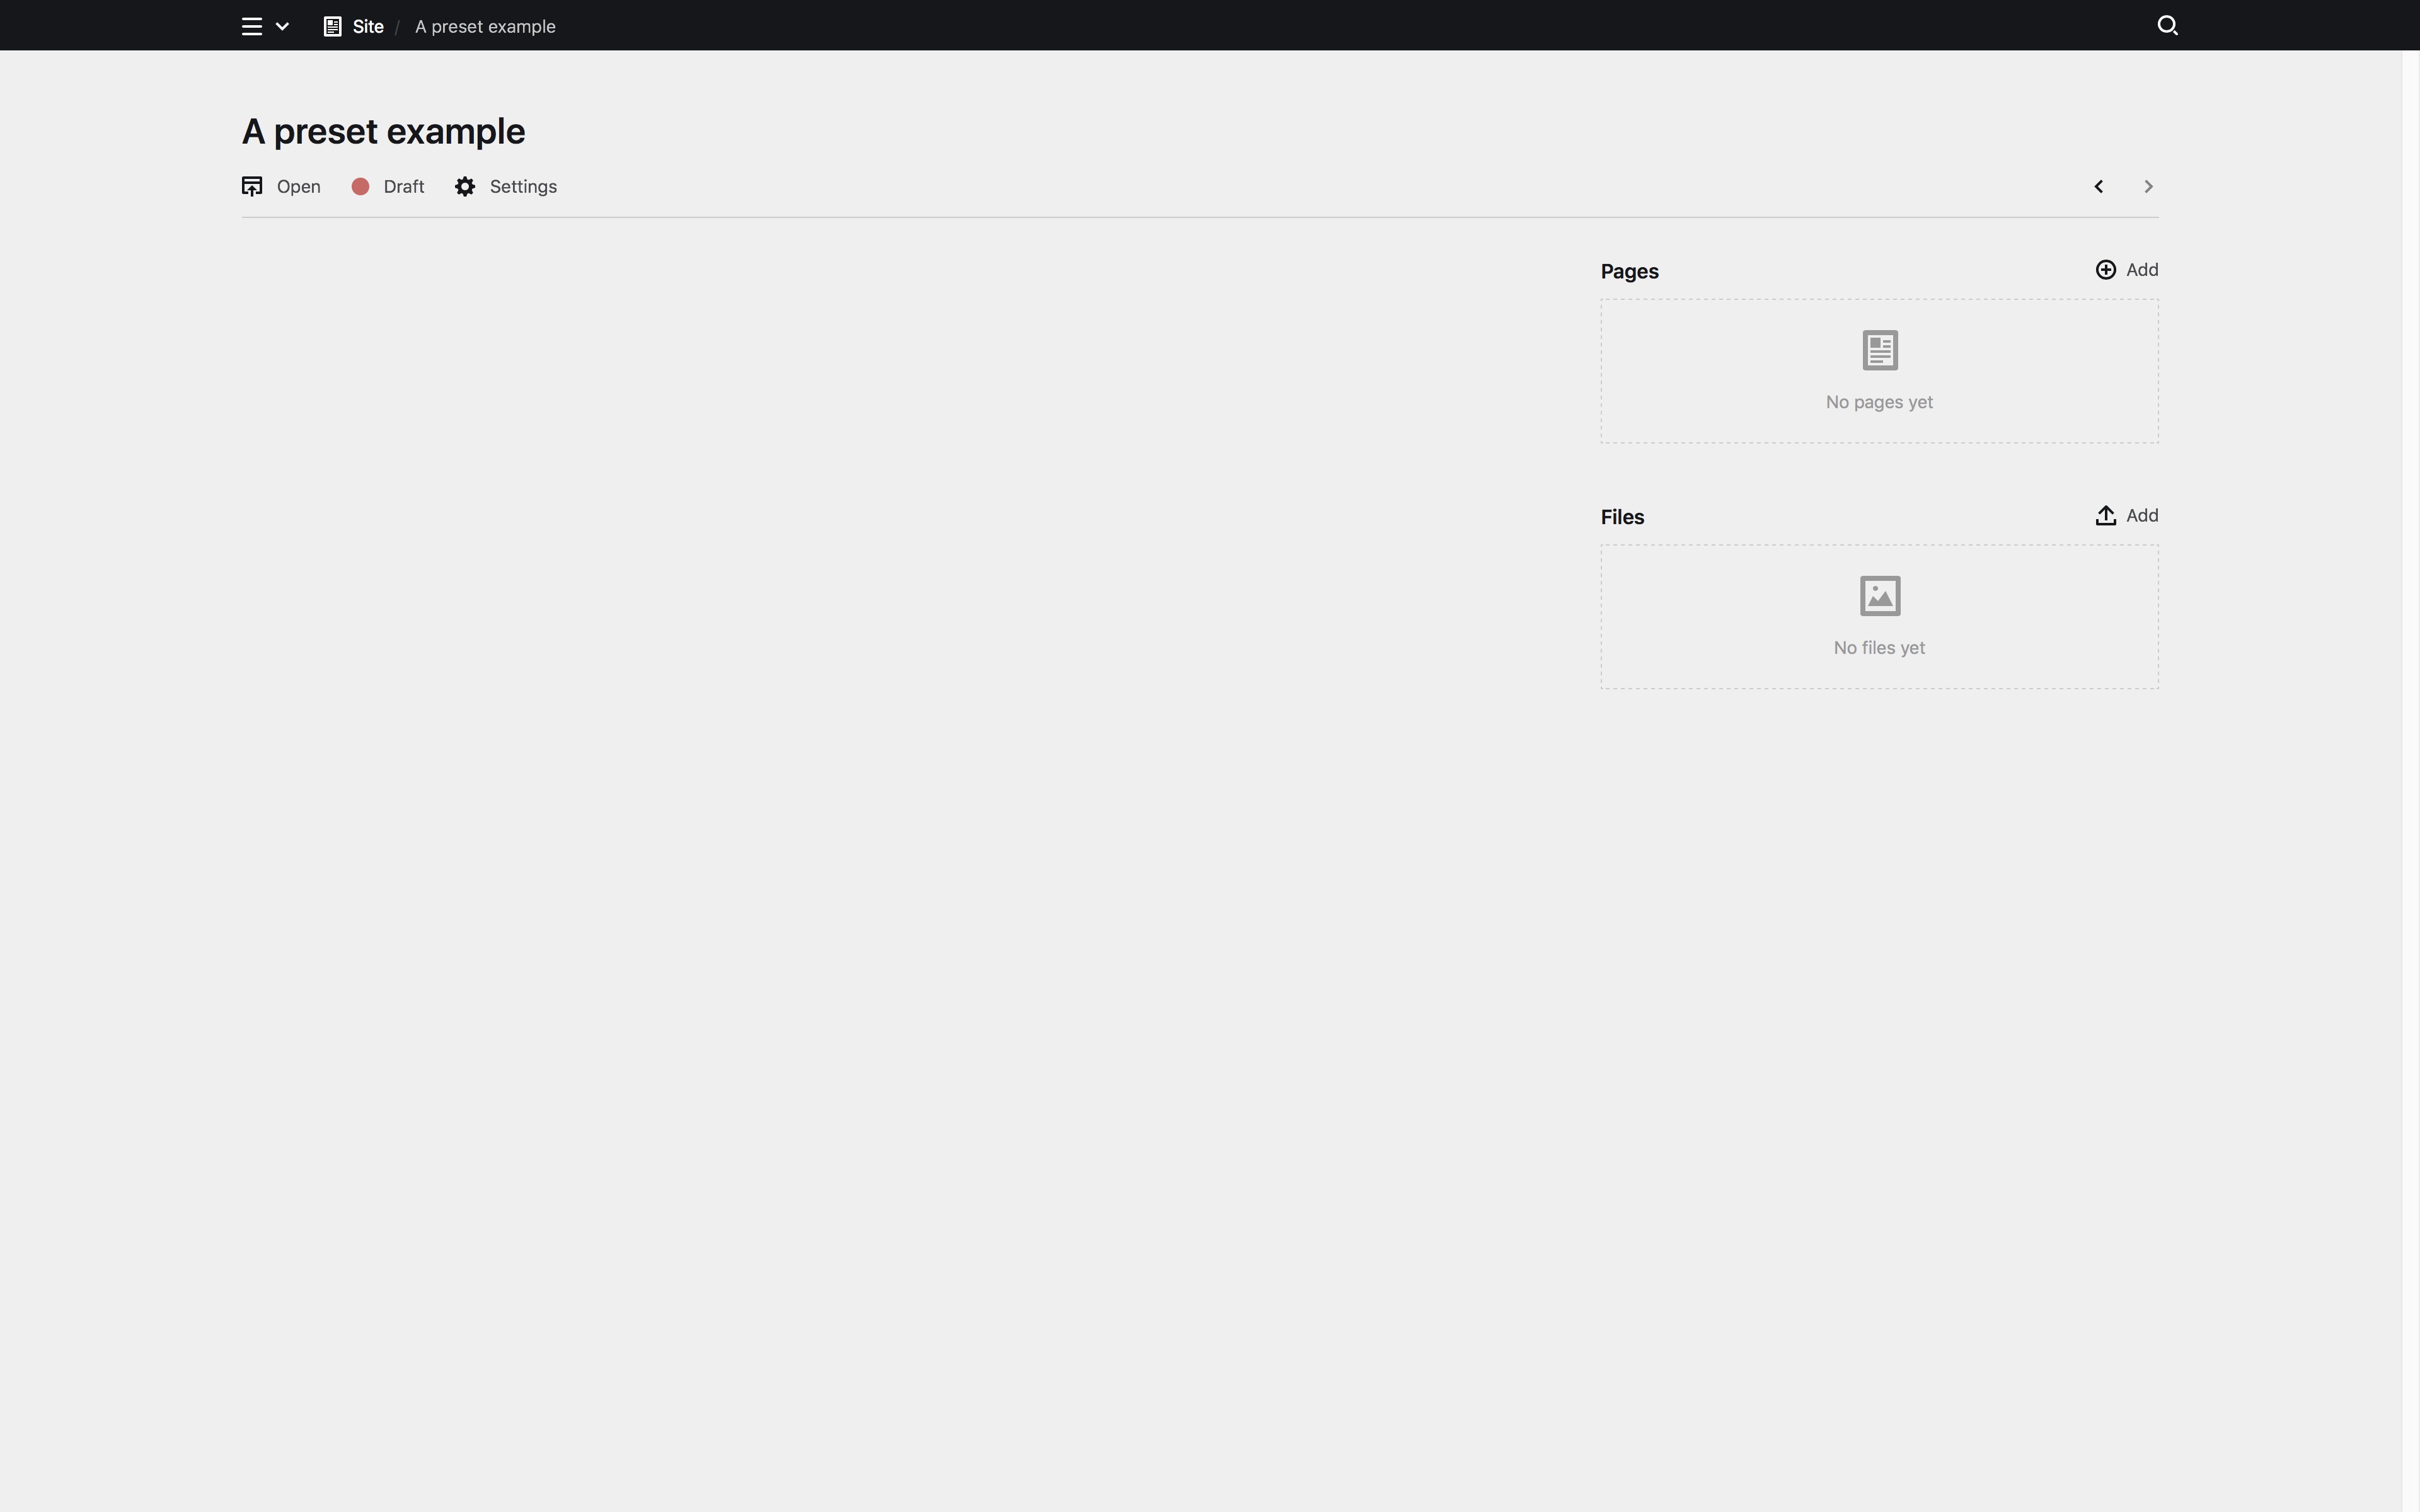 Site / A preset example
A preset example
Open Draft Settings
Pages Add
No pages yet
Files Add
No files yet